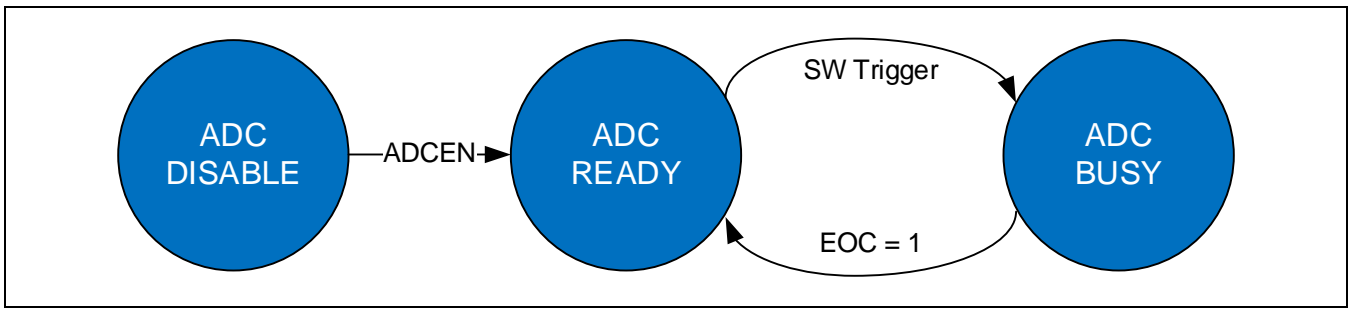 ADC
DISABLE
ADCEN
ADC
READY
SW Trigger
EOC = 1
ADC
BUSY